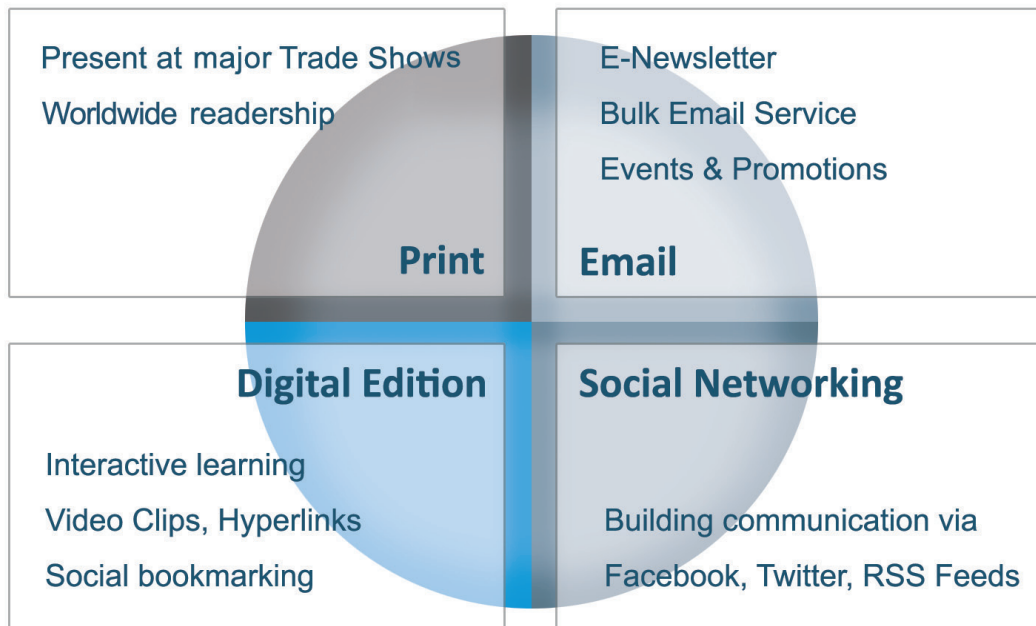 Present at major Trade Shows
Worldwide readership
Print
E-Newsletter
Bulk Email Service
Events & Promotions
Email
Digital Edition
Interactive learning
Video Clips, Hyperlinks
Social bookmarking
Social Networking
Building communication via
Facebook, Twitter, RSS Feeds